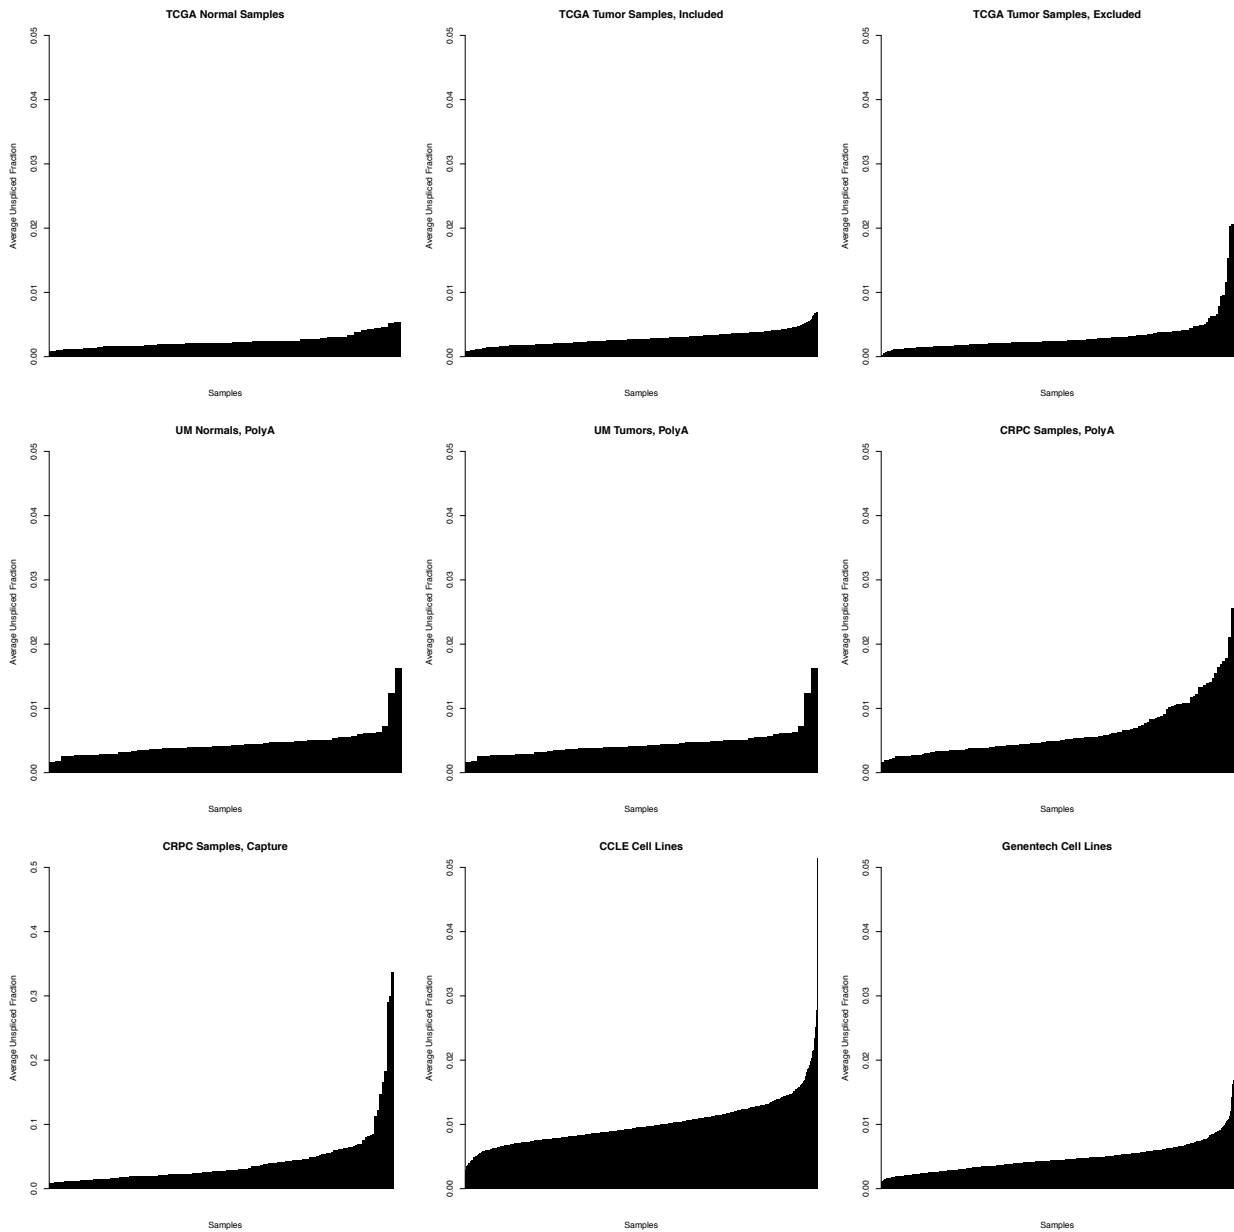 TCGA Normal Samples
0.05
0.04
0.03
0.02
0.01
0.00
Average Unspliced Fraction
Samples
TCGA Tumor Samples, Included
0.05
0.04
0.03
0.02
0.01
0.00
Average Unspliced Fraction
Samples
TCGA Tumor Samples, Excluded
0.05
0.04
0.03
0.02
0.01
0.00
Average Unspliced Fraction
Samples
UM Normals, PolyA
0.05
0.04
0.03
0.02
0.01
0.00
Average Unspliced Fraction
Samples
UM Tumors, PolyA
0.05
0.04
0.03
0.02
0.01
0.00
Average Unspliced Fraction
Samples
CRPC Samples, PolyA
0.05
0.04
0.03
0.02
0.01
0.00
Average Unspliced Fraction
Samples
CRPC Samples, Capture
0.5
0.4
0.3
0.2
0.1
0.0
Average Unspliced Fraction
Samples
CCLE Cell Lines
0.05
0.04
0.03
0.02
0.01
0.00
Average Unspliced Fraction
Samples
Genentech Cell Lines
0.05
0.04
0.03
0.02
0.01
0.00
Average Unspliced Fraction
Samples